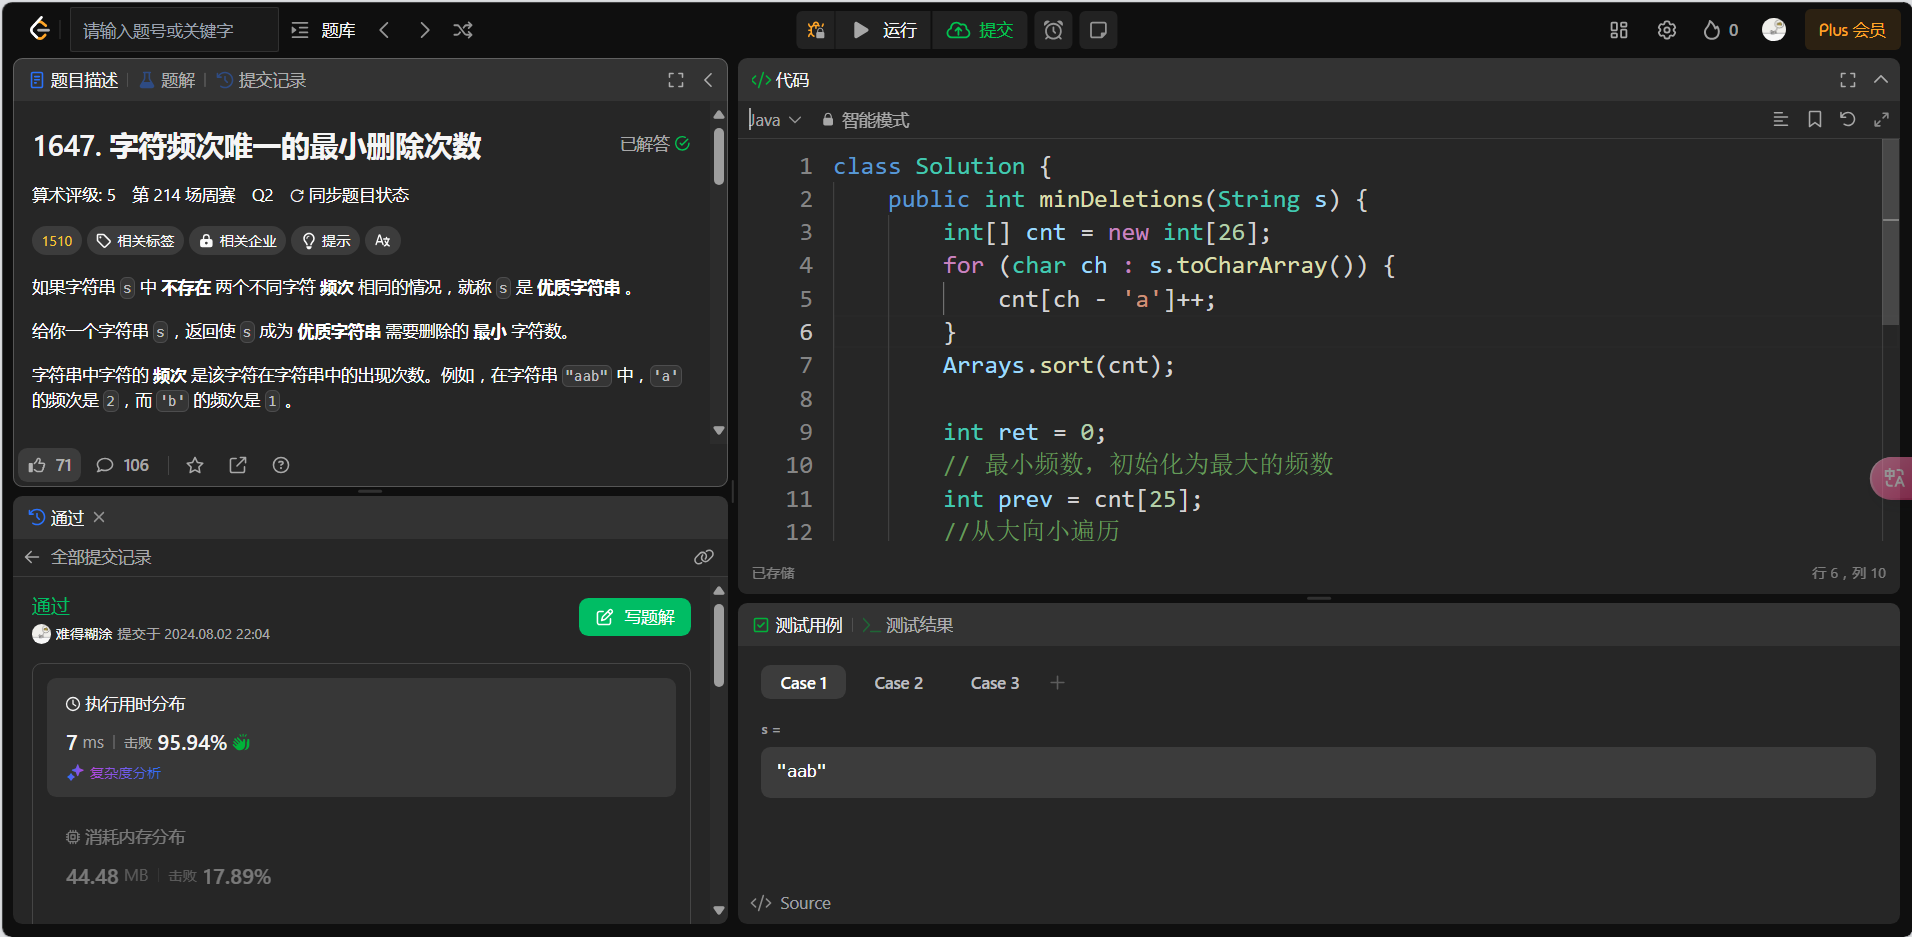 请输入题号或关键字
题库
运行
提交
0
Plus 会员
题目描述
题解
提交记录
1647. 字符频次唯一的最小删除次数
已解答
算术评级: 5 第 214 场周赛 Q2 同步题目状态
1510 相关标签 相关企业 提示
如果字符串 s 中 不存在 两个不同字符 频次 相同的情况，就称 s 是 优质字符串 。
给你一个字符串 s，返回使 s 成为 优质字符串 需要删除的 最小 字符数。
字符串中字符的 频次 是该字符在字符串中的出现次数。例如，在字符串 "aab" 中，'a'
的频次是 2，而 'b' 的频次是 1 。
71 106
通过
全部提交记录
通过
难得糊涂 提交于 2024.08.02 22:04
写题解
执行用时分布
7 ms 击败 95.94%
复杂度分析
消耗内存分布
44.48 MB 击败 17.89%
代码
Java 智能模式
1 class Solution {
2 public int minDeletions(String s) {
3 int[] cnt = new int[26];
4 for (char ch : s.toCharArray()) {
5 cnt[ch - 'a']++;
6 }
7 Arrays.sort(cnt);
8
9 int ret = 0;
10 // 最小频数，初始化为最大的频数
11 int prev = cnt[25];
12 //从大向小遍历
已存储
行 6，列 10
测试用例
测试结果
Case 1 Case 2 Case 3
s =
"aab"
Source